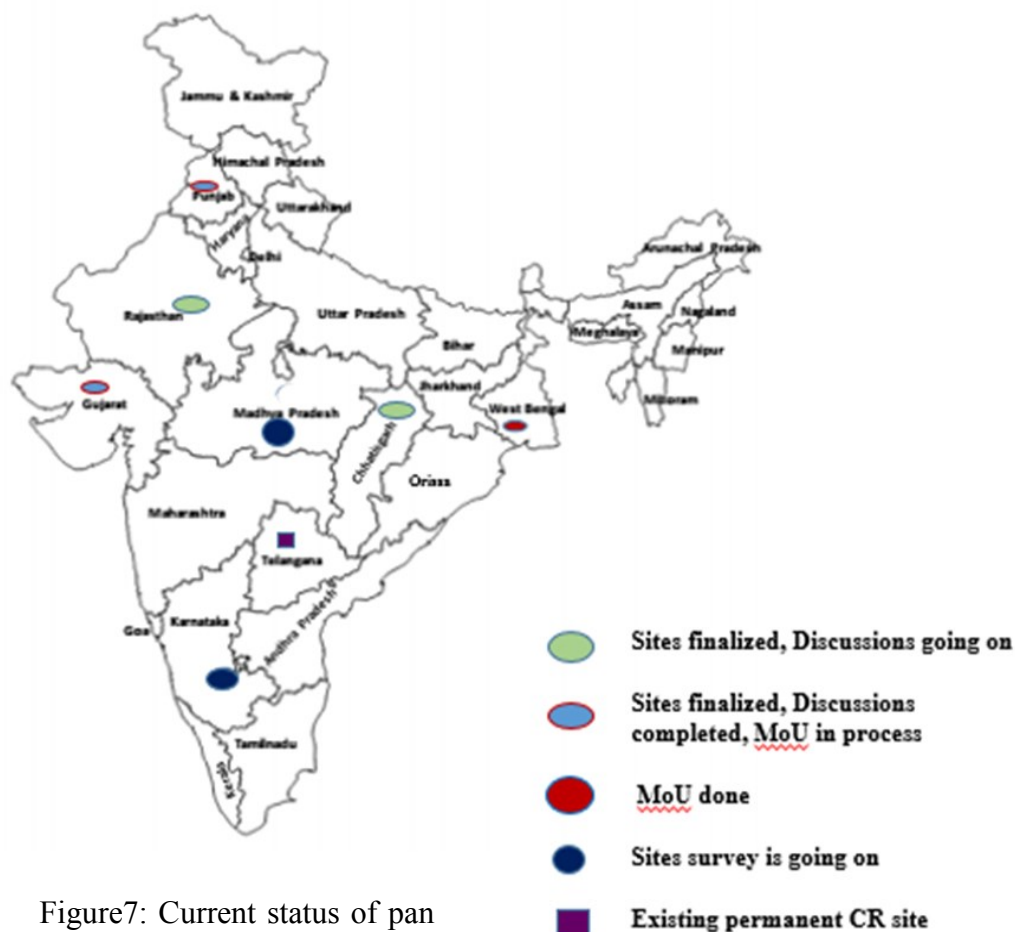 Jammu & Kashmir
Himachal Pradesh
Punjab
Uttarakhand
Haryana
Delhi
Arunachal Pradesh
Rajasthan
Uttar Pradesh
Assam
Nagaland
Meghalaya
Bihar
Manipur
Jharkhand
Mizoram
Gujarat
Madhya Pradesh
West Bengal
Chhatisgarh
Orissa
Maharashtra
Telangana
Karnataka
Goa
Andhra Pradesh
Tamilnadu
Kerala
Sites finalized, Discussions going on
Sites finalized, Discussions
completed, MoU in process
MoU done
Sites survey is going on
Existing permanent CR site
Figure7: Current status of pan